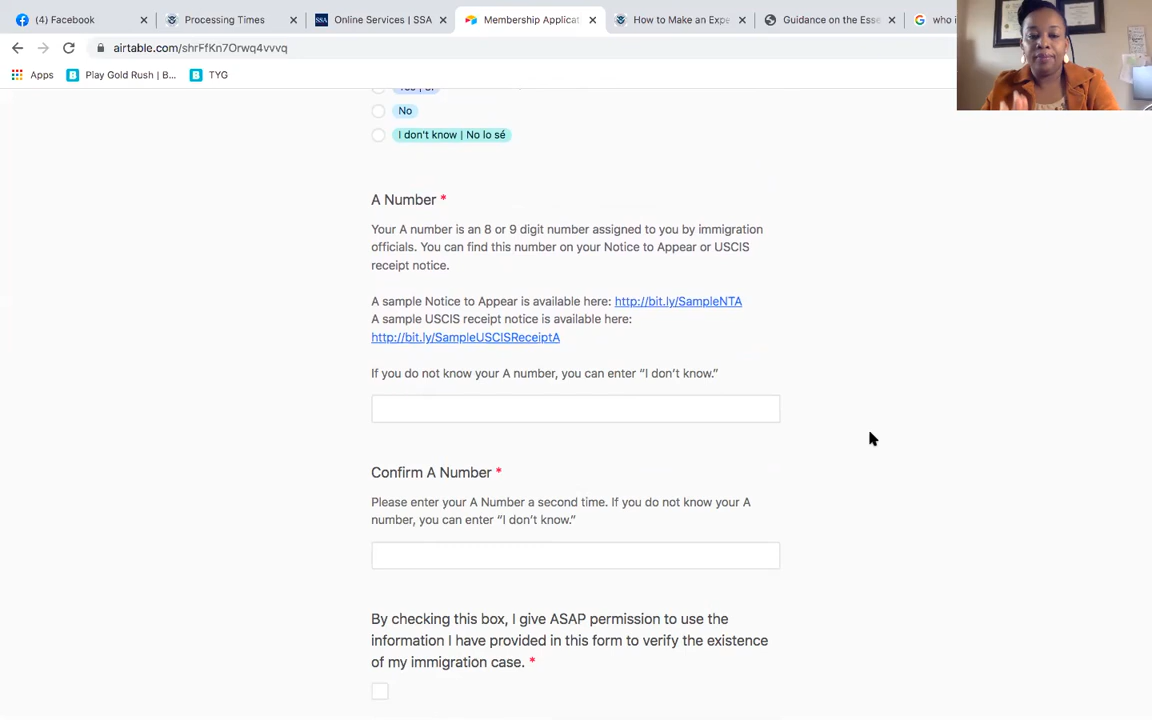 (4) Facebook
Processing Times
SSA
Online Services | SSA
Membership Applicat
How to Make an Expe
Guidance on the Esse
who i
airtable.com/shrFfKn7Orwq4vvvq
Apps
Play Gold Rush | B...
TYG
No
I don't know | No lo sé
A Number *
Your A number is an 8 or 9 digit number assigned to you by immigration
officials. You can find this number on your Notice to Appear or USCIS
receipt notice.
A sample Notice to Appear is available here: http://bit.ly/SampleNTA
A sample USCIS receipt notice is available here:
http://bit.ly/SampleUSCISReceiptA
If you do not know your A number, you can enter “I don’t know.”
Confirm A Number *
Please enter your A Number a second time. If you do not know your A
number, you can enter “I don’t know.”
By checking this box, I give ASAP permission to use the
information I have provided in this form to verify the existence
of my immigration case. *